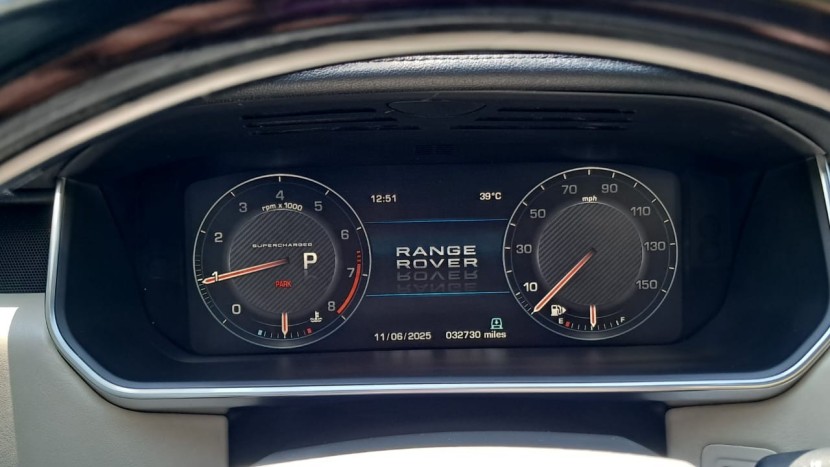 12:51
39°C
RANGE
ROVER
11/06/2025
032730 miles
rpm x 1000
SUPERCHARGED
P
PARK
0
1
2
3
4
5
6
7
8
mph
10
30
50
70
90
110
130
150
E
F